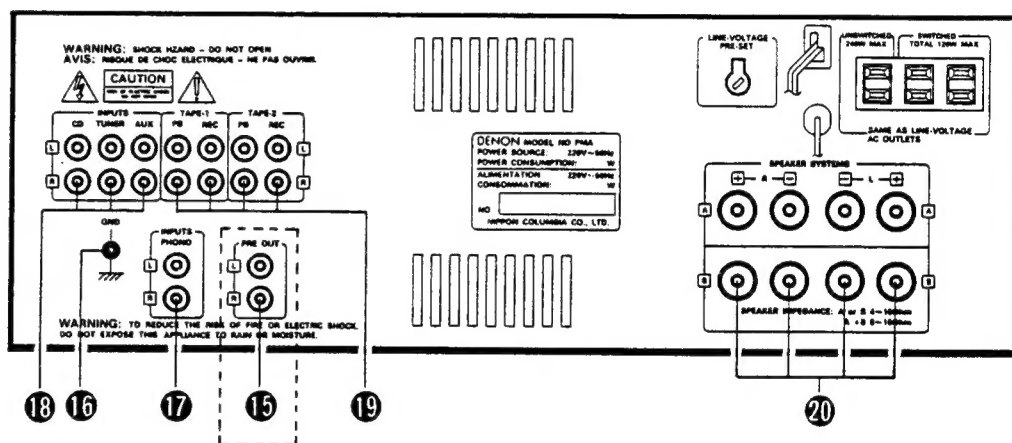 WARNING: SHOCK HZARD – DO NOT OPEN
AVIS: RISQUE DE CHOC ELECTRIQUE – NE PAS OUVRIR.
CAUTION
INPUTS TAPE-1 TAPE-2
CD TUNER AUX PB REC PB REC
L L
R R
GND
INPUTS
PHONO
L
R
PRE OUT
L
R
WARNING: TO REDUCE THE RISK OF FIRE OR ELECTRIC SHOCK,
DO NOT EXPOSE THIS APPLIANCE TO RAIN OR MOISTURE.
DENON MODEL NO PMA
POWER SOURCE: 220V~50Hz
POWER CONSUMPTION: W
ALIMENTATION 220V~50Hz
CONSOMMATION: W
NO
NIPPON COLUMBIA CO., LTD.
LINE-VOLTAGE
PRE-SET
UNSWITCHED SWITCHED
240W MAX TOTAL 120W MAX
SAME AS LINE-VOLTAGE
AC OUTLETS
SPEAKER SYSTEMS
+ R – – L +
A A
B B
SPEAKER IMPEDANCE: A or B 4~16ohm
A + B 8~16ohm
18 16 17 15 19 20